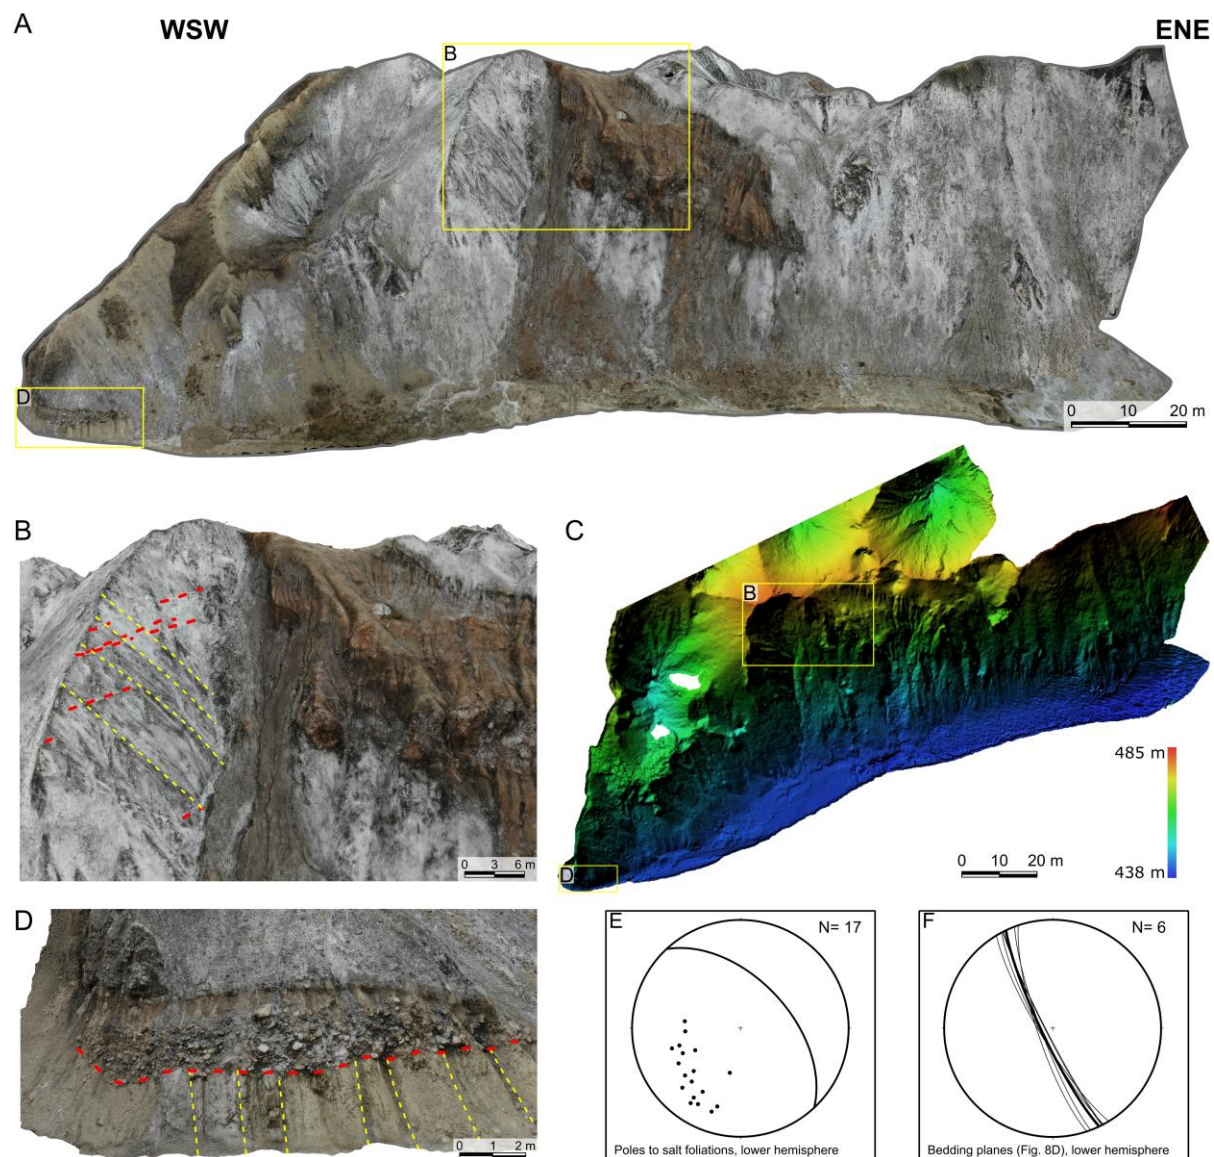 A
WSW
ENE
B
D
0 10 20 m
B
0 3 6 m
C
B
D
485 m
438 m
0 10 20 m
D
0 1 2 m
E
N= 17
Poles to salt foliations, lower hemisphere
F
N= 6
Bedding planes (Fig. 8D), lower hemisphere